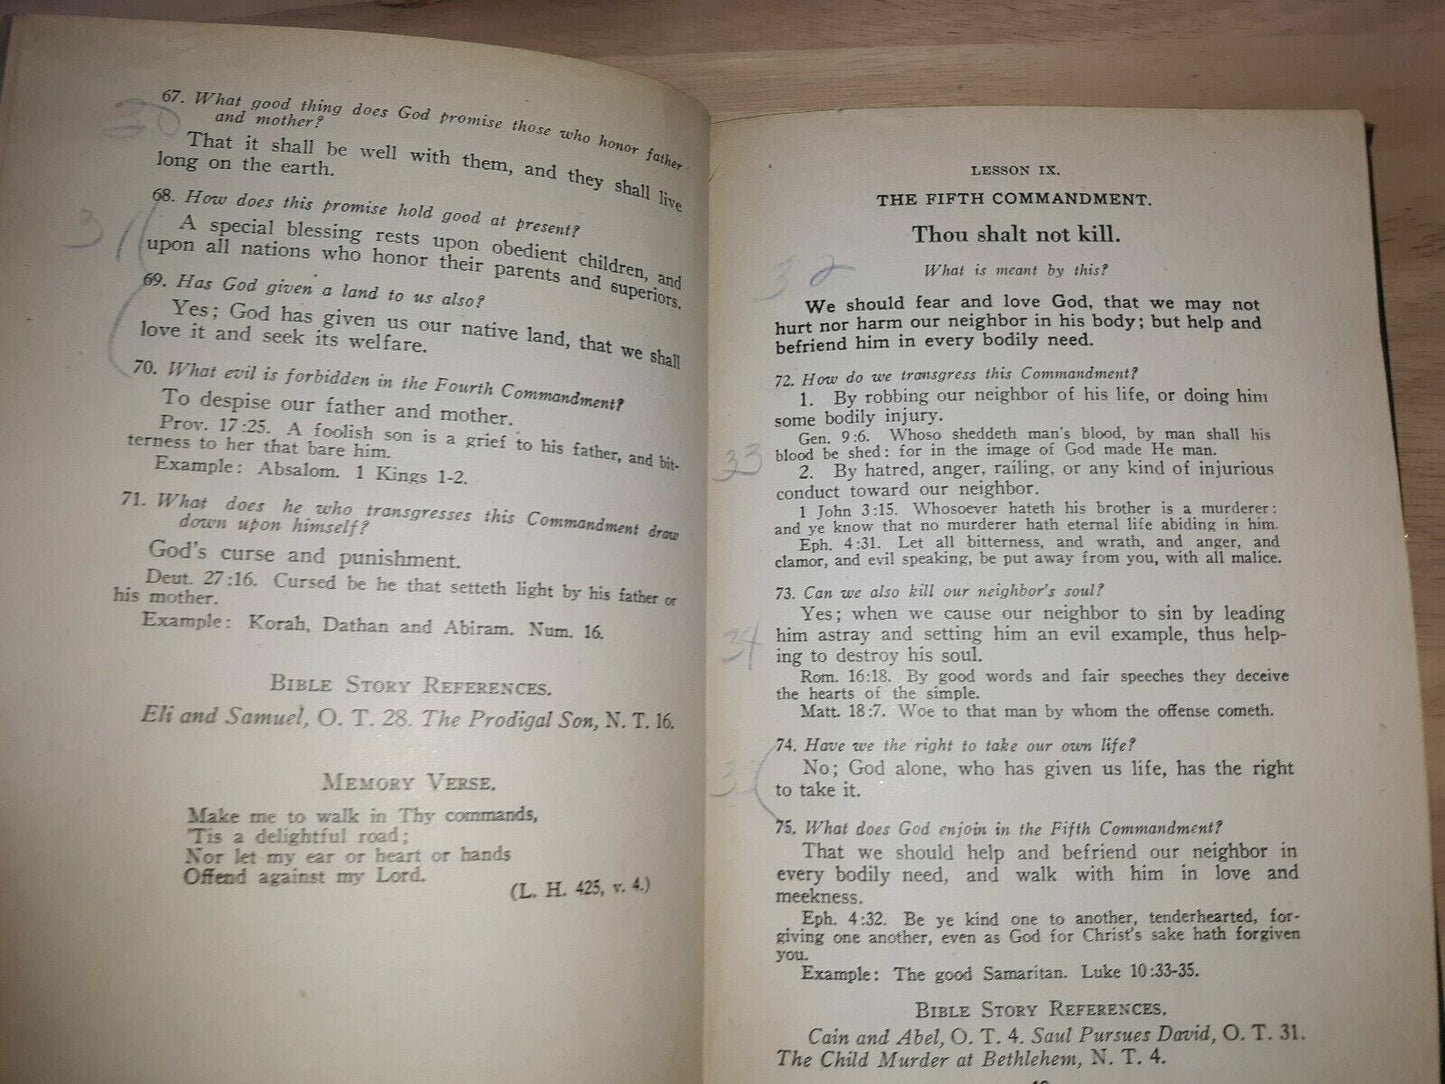 67. What good thing does God promise those who honor father
and mother?
That it shall be well with them, and they shall live
long on the earth.
68. How does this promise hold good at present?
A special blessing rests upon obedient children, and
upon all nations who honor their parents and superiors.
69. Has God given a land to us also?
Yes; God has given us our native land, that we shall
love it and seek its welfare.
70. What evil is forbidden in the Fourth Commandment?
To despise our father and mother.
Prov. 17:25. A foolish son is a grief to his father, and bit-
terness to her that bare him.
Example: Absalom. 1 Kings 1-2.
71. What does he who transgresses this Commandment draw
down upon himself?
God's curse and punishment.
Deut. 27:16. Cursed be he that setteth light by his father or
his mother.
Example: Korah, Dathan and Abiram. Num. 16.
BIBLE STORY REFERENCES.
Eli and Samuel, O. T. 28. The Prodigal Son, N. T. 16.
MEMORY VERSE.
Make me to walk in Thy commands,
'Tis a delightful road;
Nor let my ear or heart or hands
Offend against my Lord.
(L. H. 425, v. 4.)
30
31
LESSON IX.
THE FIFTH COMMANDMENT.
Thou shalt not kill.
What is meant by this?
32
We should fear and love God, that we may not
hurt nor harm our neighbor in his body; but help and
befriend him in every bodily need.
72. How do we transgress this Commandment?
1. By robbing our neighbor of his life, or doing him
some bodily injury.
Gen. 9:6. Whoso sheddeth man's blood, by man shall his
blood be shed: for in the image of God made He man.
33
2. By hatred, anger, railing, or any kind of injurious
conduct toward our neighbor.
1 John 3:15. Whosoever hateth his brother is a murderer:
and ye know that no murderer hath eternal life abiding in him.
Eph. 4:31. Let all bitterness, and wrath, and anger, and
clamor, and evil speaking, be put away from you, with all malice.
73. Can we also kill our neighbor's soul?
Yes; when we cause our neighbor to sin by leading
him astray and setting him an evil example, thus help-
ing to destroy his soul.
34
Rom. 16:18. By good words and fair speeches they deceive
the hearts of the simple.
Matt. 18:7. Woe to that man by whom the offense cometh.
74. Have we the right to take our own life?
No; God alone, who has given us life, has the right
to take it.
75. What does God enjoin in the Fifth Commandment?
That we should help and befriend our neighbor in
every bodily need, and walk with him in love and
meekness.
Eph. 4:32. Be ye kind one to another, tenderhearted, for-
giving one another, even as God for Christ's sake hath forgiven
you.
Example: The good Samaritan. Luke 10:33-35.
BIBLE STORY REFERENCES.
Cain and Abel, O. T. 4. Saul Pursues David, O. T. 31.
The Child Murder at Bethlehem, N. T. 4.